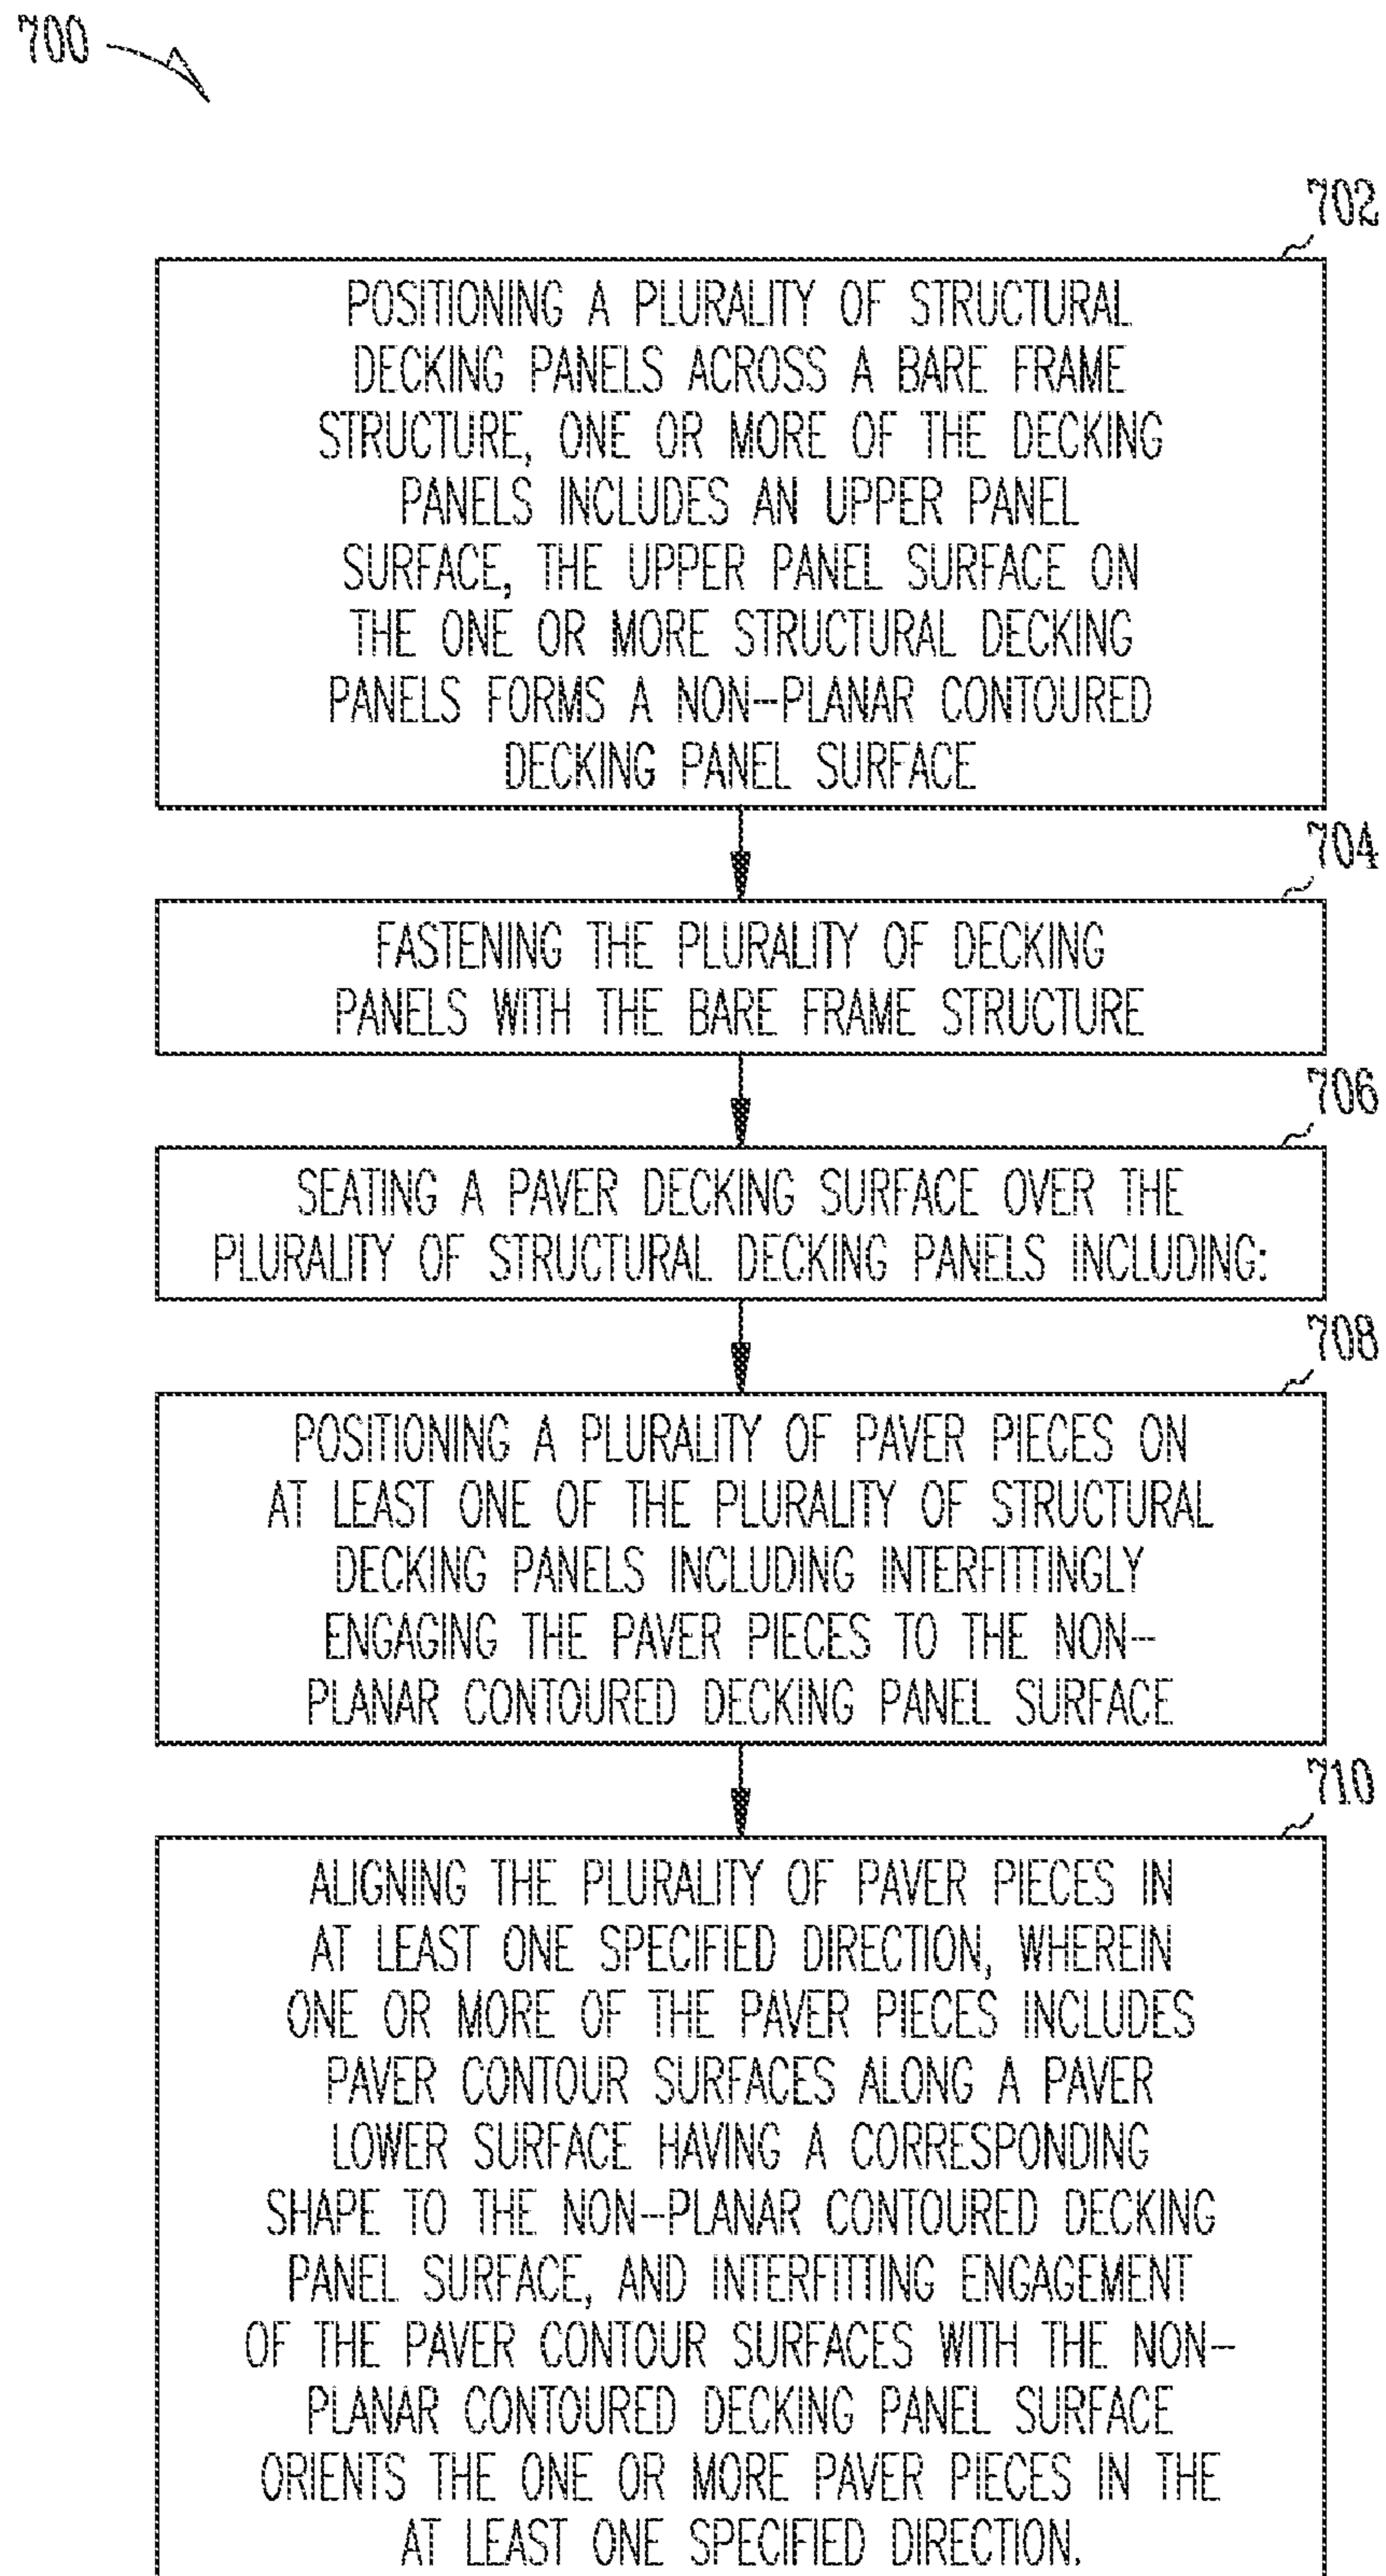 700
702
POSITIONING A PLURALITY OF STRUCTURAL
DECKING PANELS ACROSS A BARE FRAME
STRUCTURE, ONE OR MORE OF THE DECKING
PANELS INCLUDES AN UPPER PANEL
SURFACE, THE UPPER PANEL SURFACE ON
THE ONE OR MORE STRUCTURAL DECKING
PANELS FORMS A NON-PLANAR CONTOURED
DECKING PANEL SURFACE
704
FASTENING THE PLURALITY OF DECKING
PANELS WITH THE BARE FRAME STRUCTURE
706
SEATING A PAVER DECKING SURFACE OVER THE
PLURALITY OF STRUCTURAL DECKING PANELS INCLUDING:
708
POSITIONING A PLURALITY OF PAVER PIECES ON
AT LEAST ONE OF THE PLURALITY OF STRUCTURAL
DECKING PANELS INCLUDING INTERFITTINGLY
ENGAGING THE PAVER PIECES TO THE NON-
PLANAR CONTOURED DECKING PANEL SURFACE
710
ALIGNING THE PLURALITY OF PAVER PIECES IN
AT LEAST ONE SPECIFIED DIRECTION, WHEREIN
ONE OR MORE OF THE PAVER PIECES INCLUDES
PAVER CONTOUR SURFACES ALONG A PAVER
LOWER SURFACE HAVING A CORRESPONDING
SHAPE TO THE NON-PLANAR CONTOURED DECKING
PANEL SURFACE, AND INTERFITTING ENGAGEMENT
OF THE PAVER CONTOUR SURFACES WITH THE NON-
PLANAR CONTOURED DECKING PANEL SURFACE
ORIENTS THE ONE OR MORE PAVER PIECES IN THE
AT LEAST ONE SPECIFIED DIRECTION.